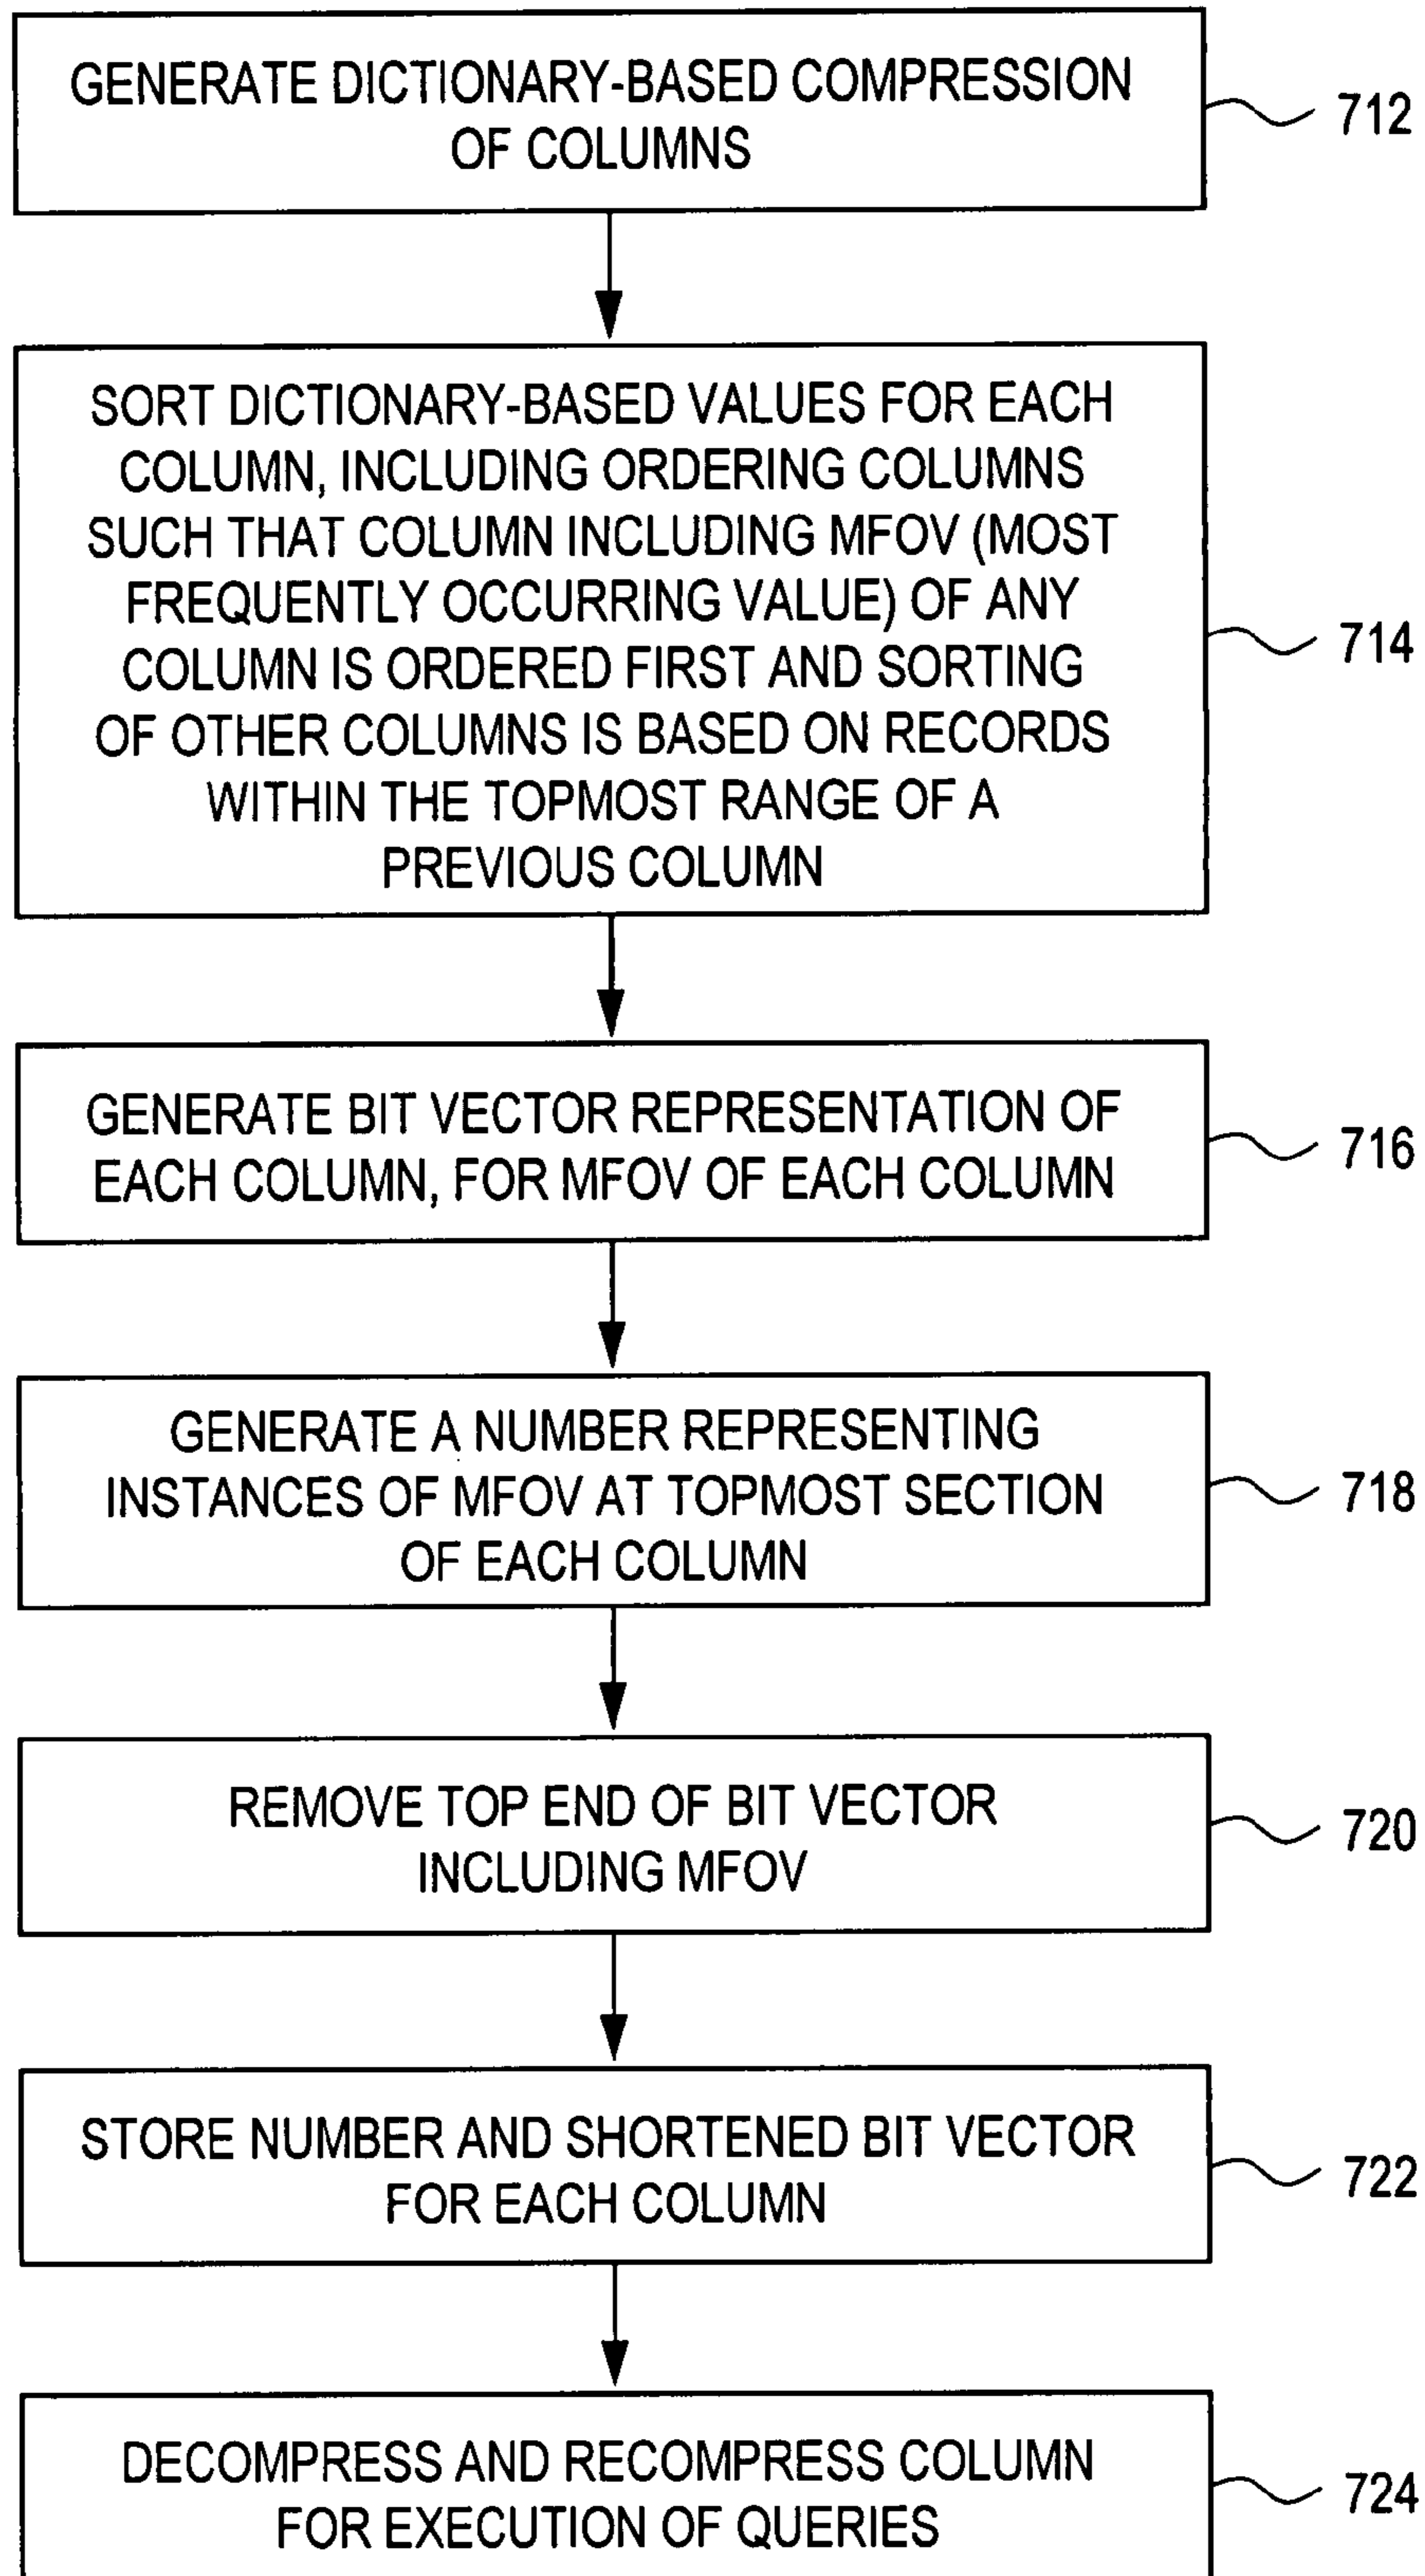 GENERATE DICTIONARY-BASED COMPRESSION
OF COLUMNS
712
SORT DICTIONARY-BASED VALUES FOR EACH
COLUMN, INCLUDING ORDERING COLUMNS
SUCH THAT COLUMN INCLUDING MFOV (MOST
FREQUENTLY OCCURRING VALUE) OF ANY
COLUMN IS ORDERED FIRST AND SORTING
OF OTHER COLUMNS IS BASED ON RECORDS
WITHIN THE TOPMOST RANGE OF A
PREVIOUS COLUMN
714
GENERATE BIT VECTOR REPRESENTATION OF
EACH COLUMN, FOR MFOV OF EACH COLUMN
716
GENERATE A NUMBER REPRESENTING
INSTANCES OF MFOV AT TOPMOST SECTION
OF EACH COLUMN
718
REMOVE TOP END OF BIT VECTOR
INCLUDING MFOV
720
STORE NUMBER AND SHORTENED BIT VECTOR
FOR EACH COLUMN
722
DECOMPRESS AND RECOMPRESS COLUMN
FOR EXECUTION OF QUERIES
724